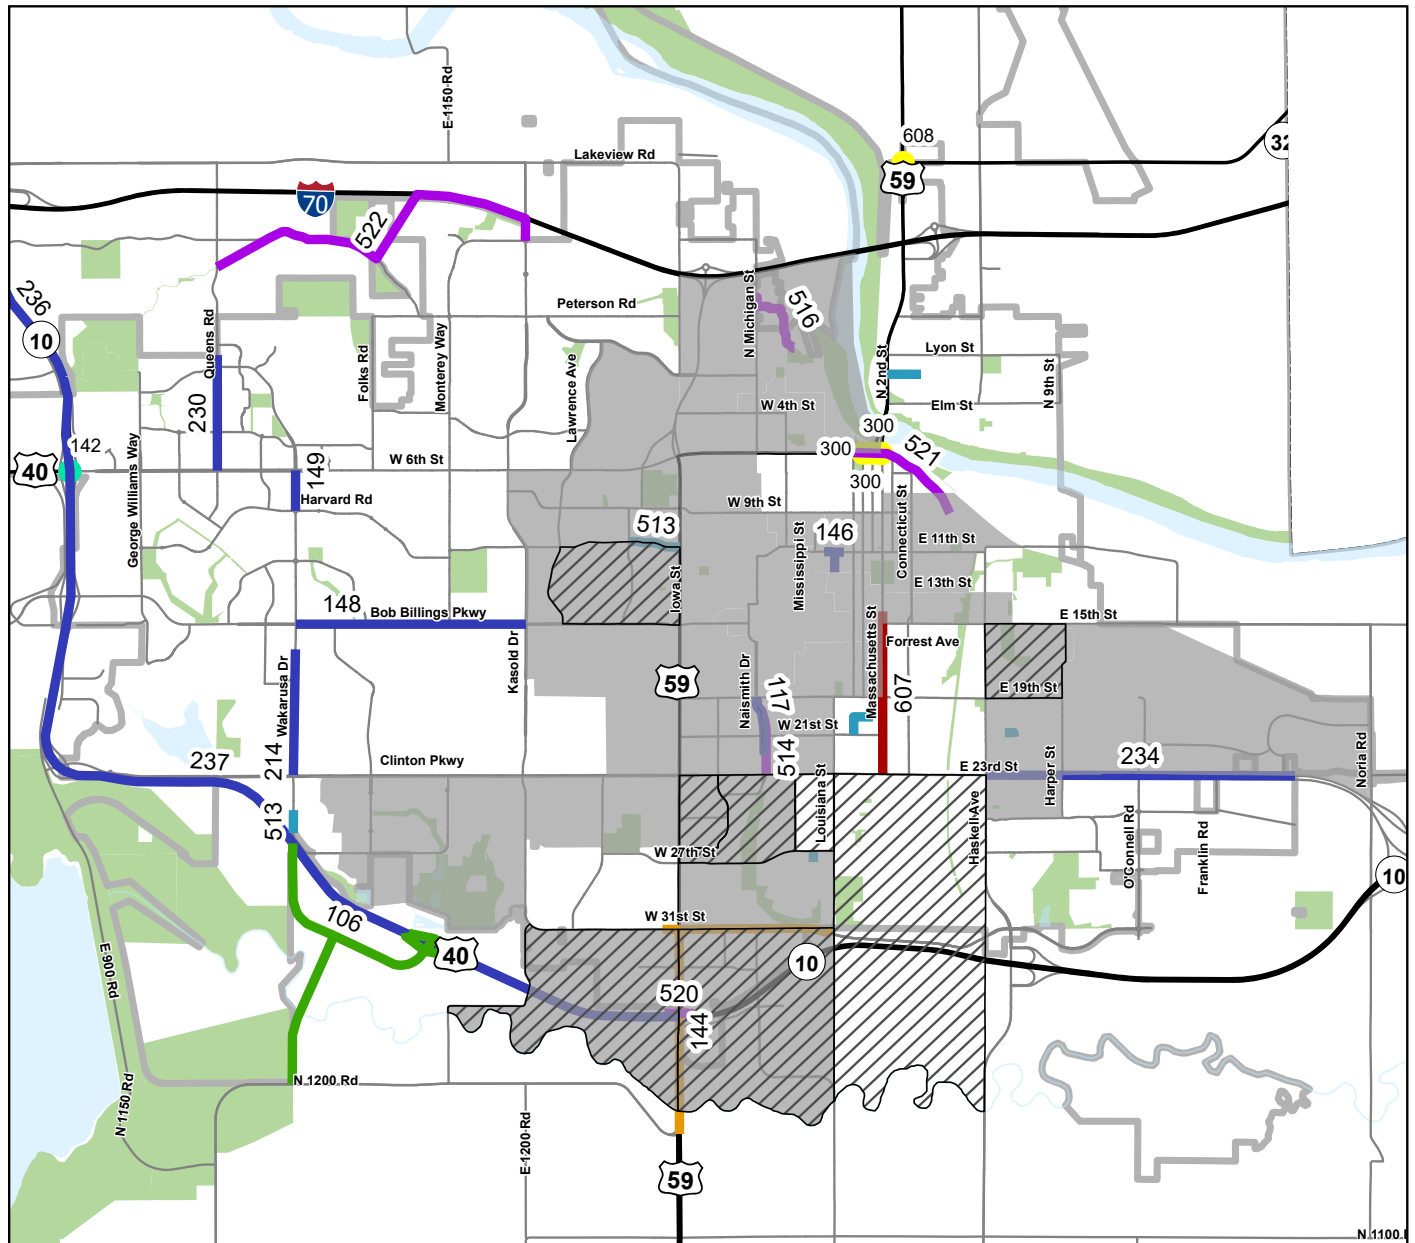 E 1150 Rd
608
Lakeview Rd
32
59
70
522
N Michigan St
236
10
Peterson Rd
516
Queens Rd
Folks Rd
Monterey Way
Lawrence Ave
N 2nd St
Lyon St
N 9th St
230
W 4th St
Elm St
300
142
40
George Williams Way
149
W 6th St
300
521
300
Harvard Rd
W 9th St
Connecticut St
513
Mississippi St
146
E 11th St
Iowa St
E 13th St
148
Bob Billings Pkwy
Massachusetts St
E 15th St
Kasold Dr
Forrest Ave
Wakarusa Dr
59
Naismith Dr
117
607
E 19th St
W 21st St
237
214
Clinton Pkwy
514
E 23rd St
Harper St
234
Noria Rd
513
Louisiana St
Haskell Ave
O'Connell Rd
Franklin Rd
W 27th St
10
106
W 31st St
40
10
E 900 Rd
520
144
N 1200 Rd
N 1150 Rd
E 1200 Rd
59
N 1100